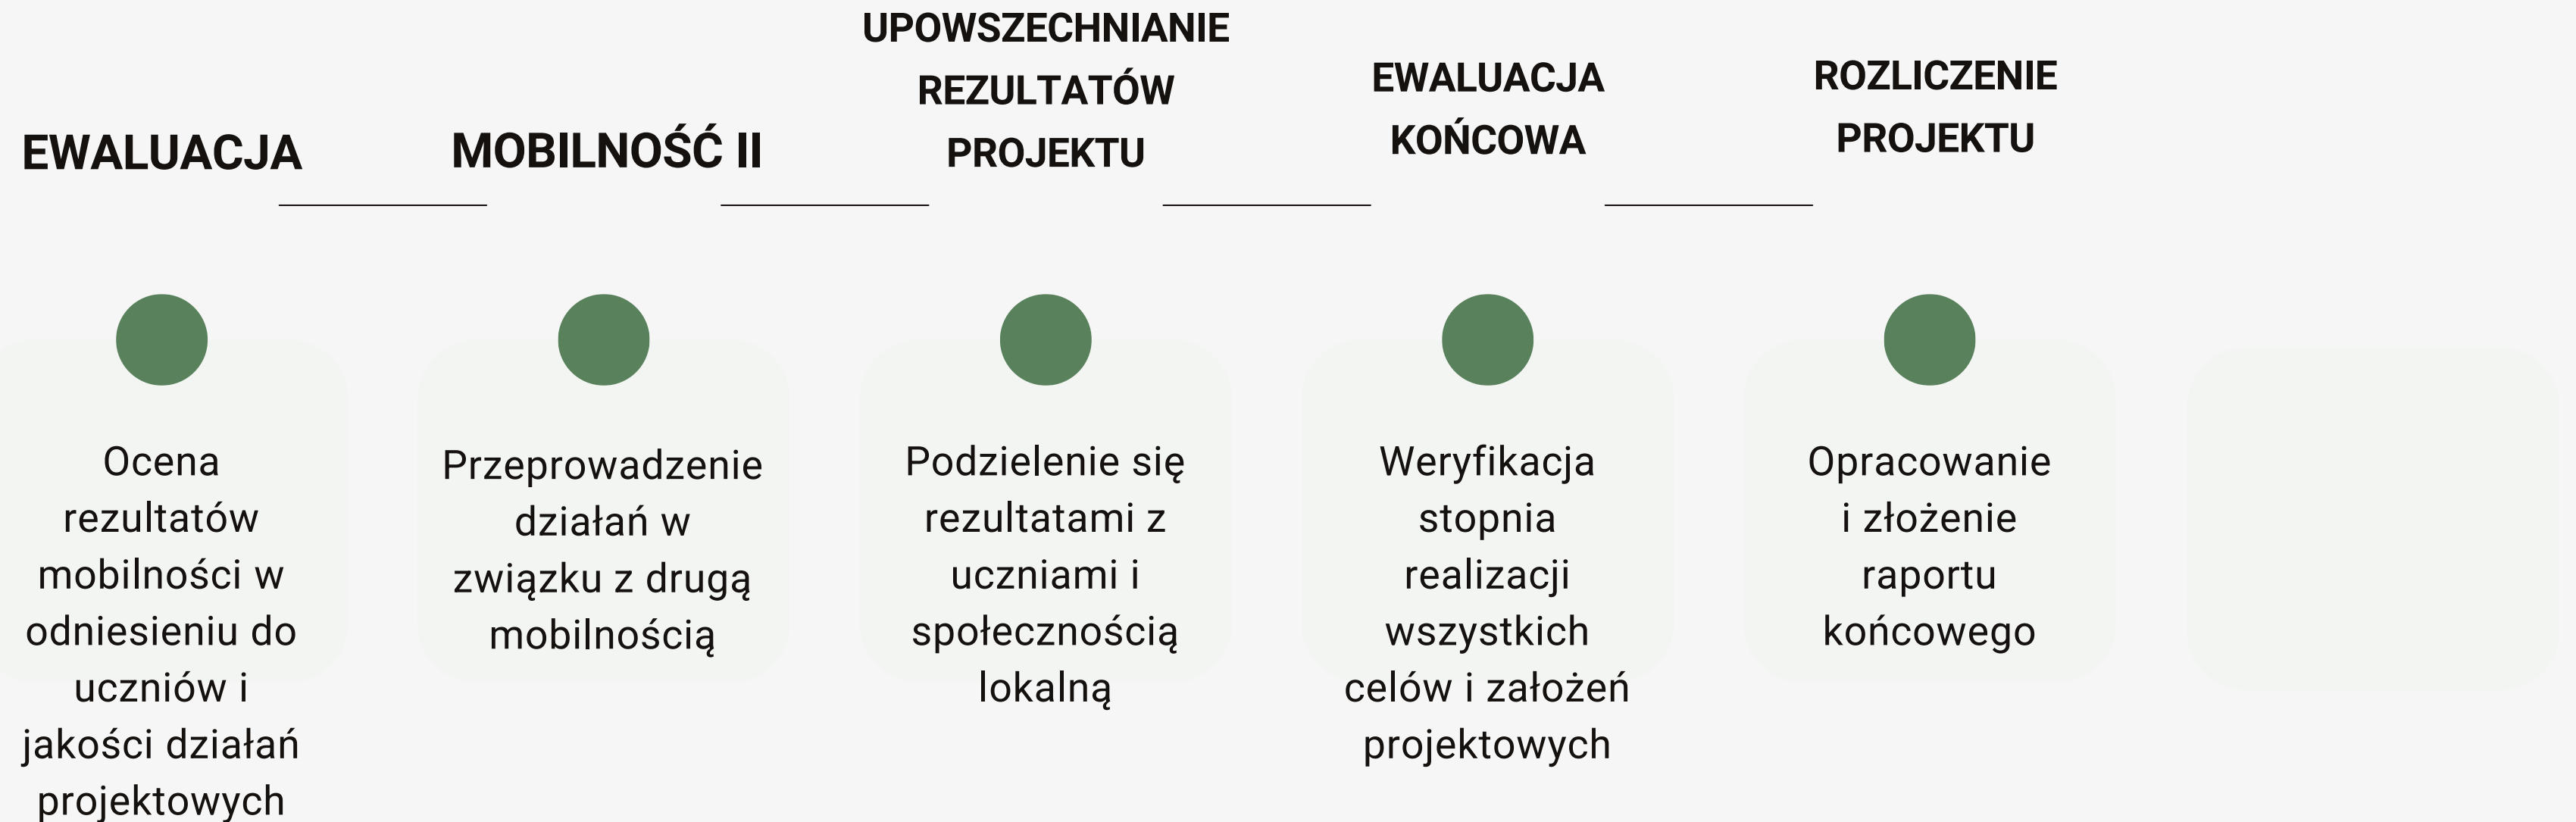 EWALUACJA
Ocena
rezultatów
mobilności w
odniesieniu do
uczniów i
jakości działań
projektowych
MOBILNOŚĆ II
Przeprowadzenie
działań w
związku z drugą
mobilnością
UPOWSZECHNIANIE
REZULTATÓW
PROJEKTU
Podzielenie się
rezultatami z
uczniami i
społecznością
lokalną
EWALUACJA
KOŃCOWA
Weryfikacja
stopnia
realizacji
wszystkich
celów i założeń
projektowych
ROZLICZENIE
PROJEKTU
Opracowanie
i złożenie
raportu
końcowego